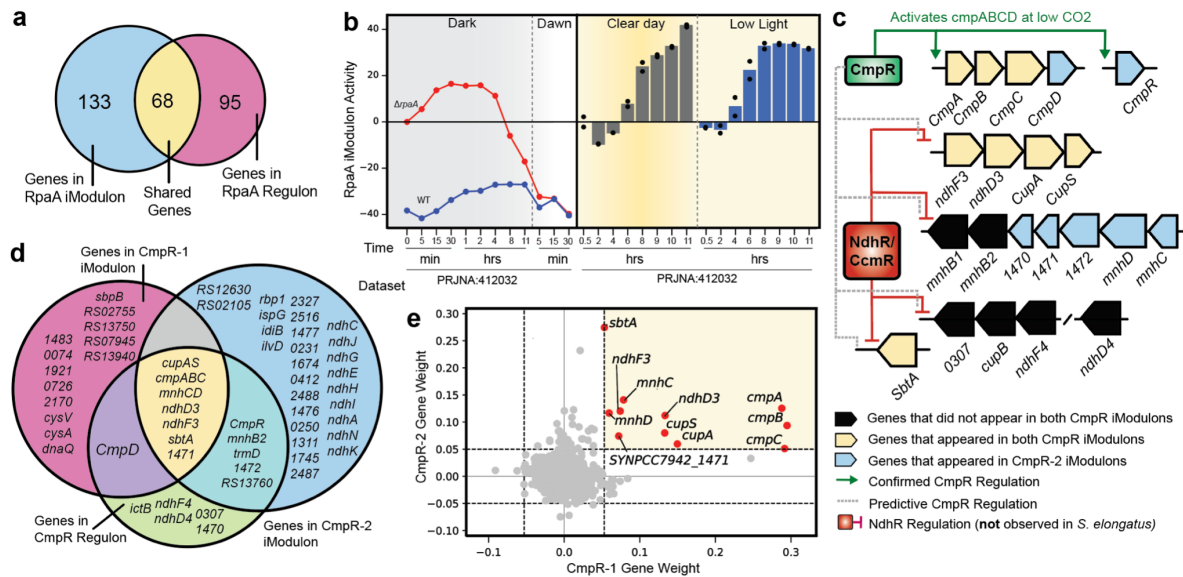 a
133
68
95
Genes in
RpaA iModulon
Shared
Genes
Genes in
RpaA Regulon
b
Dark
Dawn
Clear day
Low Light
RpaA iModulon Activity
40
20
0
−20
−40
ΔrpaA
WT
Time
0 5 15 30 1 2 4 8 11 5 15 30 0.5 2 4 6 8 9 10 11 0.5 2 4 6 8 9 10 11
min
hrs
min
hrs
hrs
Dataset
PRJNA:412032
PRJNA:412032
c
Activates cmpABCD at low CO2
CmpR
CmpA
CmpB
CmpC
CmpD
CmpR
ndhF3
ndhD3
CupA
CupS
NdhR/
CcmR
mnhB1
mnhB2
1470
1471
1472
mnhD
mnhC
SbtA
0307
cupB
ndhF4
ndhD4
Genes that did not appear in both CmpR iModulons
Genes that appeared in both CmpR iModulons
Genes that appeared in CmpR-2 iModulons
Confirmed CmpR Regulation
Predictive CmpR Regulation
NdhR Regulation (not observed in S. elongatus)
d
Genes in CmpR-1
iModulon
sbpB
RS02755
RS13750
RS07945
RS13940
1483
0074
1921
0726
2170
cysV
cysA
dnaQ
RS12630
RS02105
rbp1
ispG
idiB
ilvD
2327
2516
1477
0231
1674
0412
2488
1476
0250
1311
1745
2487
ndhC
ndhJ
ndhG
ndhE
ndhH
ndhI
ndhA
ndhN
ndhK
cupAS
cmpABC
mnhCD
ndhD3
ndhF3
sbtA
1471
CmpR
mnhB2
trmD
1472
RS13760
CmpD
ictB
ndhF4
ndhD4
0307
1470
Genes in
CmpR Regulon
Genes in CmpR-2
iModulon
e
CmpR-2 Gene Weight
0.30
0.25
0.20
0.15
0.10
0.05
0.00
−0.05
−0.10
sbtA
ndhF3
mnhC
mnhD
ndhD3
cupS
cupA
SYNPCC7942_1471
cmpA
cmpB
cmpC
−0.1 0.0 0.1 0.2 0.3
CmpR-1 Gene Weight